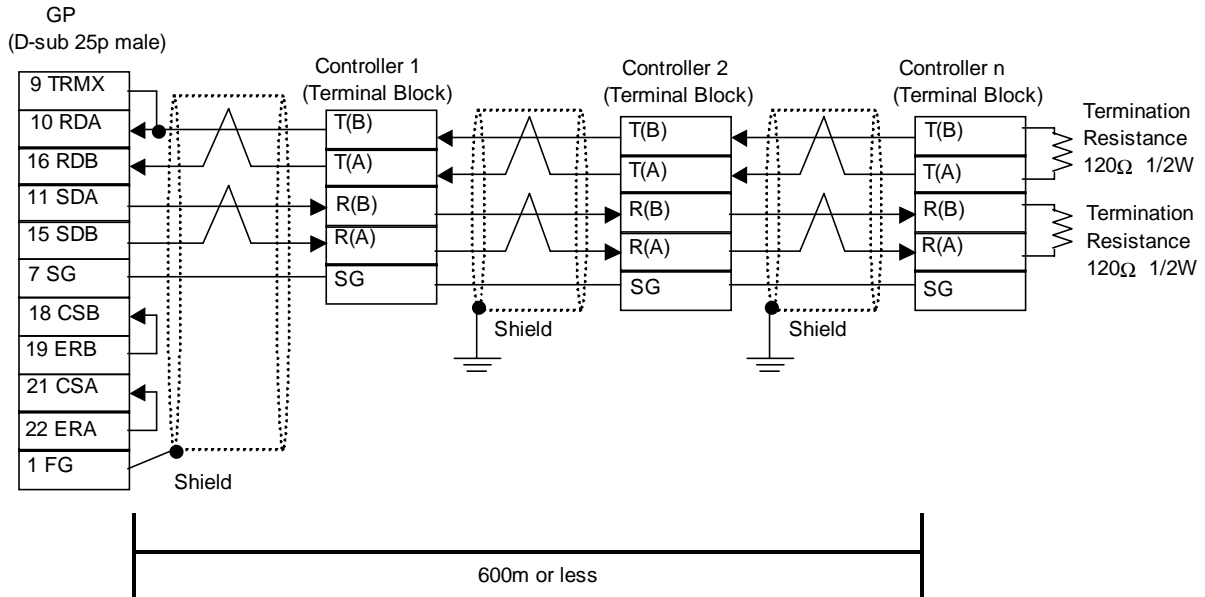 GP
(D-sub 25p male)
9 TRMX
10 RDA
16 RDB
11 SDA
15 SDB
7 SG
18 CSB
19 ERB
21 CSA
22 ERA
1 FG
Shield
Controller 1
(Terminal Block)
T(B)
T(A)
R(B)
R(A)
SG
Shield
Controller 2
(Terminal Block)
T(B)
T(A)
R(B)
R(A)
SG
Shield
Controller n
(Terminal Block)
T(B)
T(A)
R(B)
R(A)
SG
Termination
Resistance
120Ω 1/2W
Termination
Resistance
120Ω 1/2W
600m or less